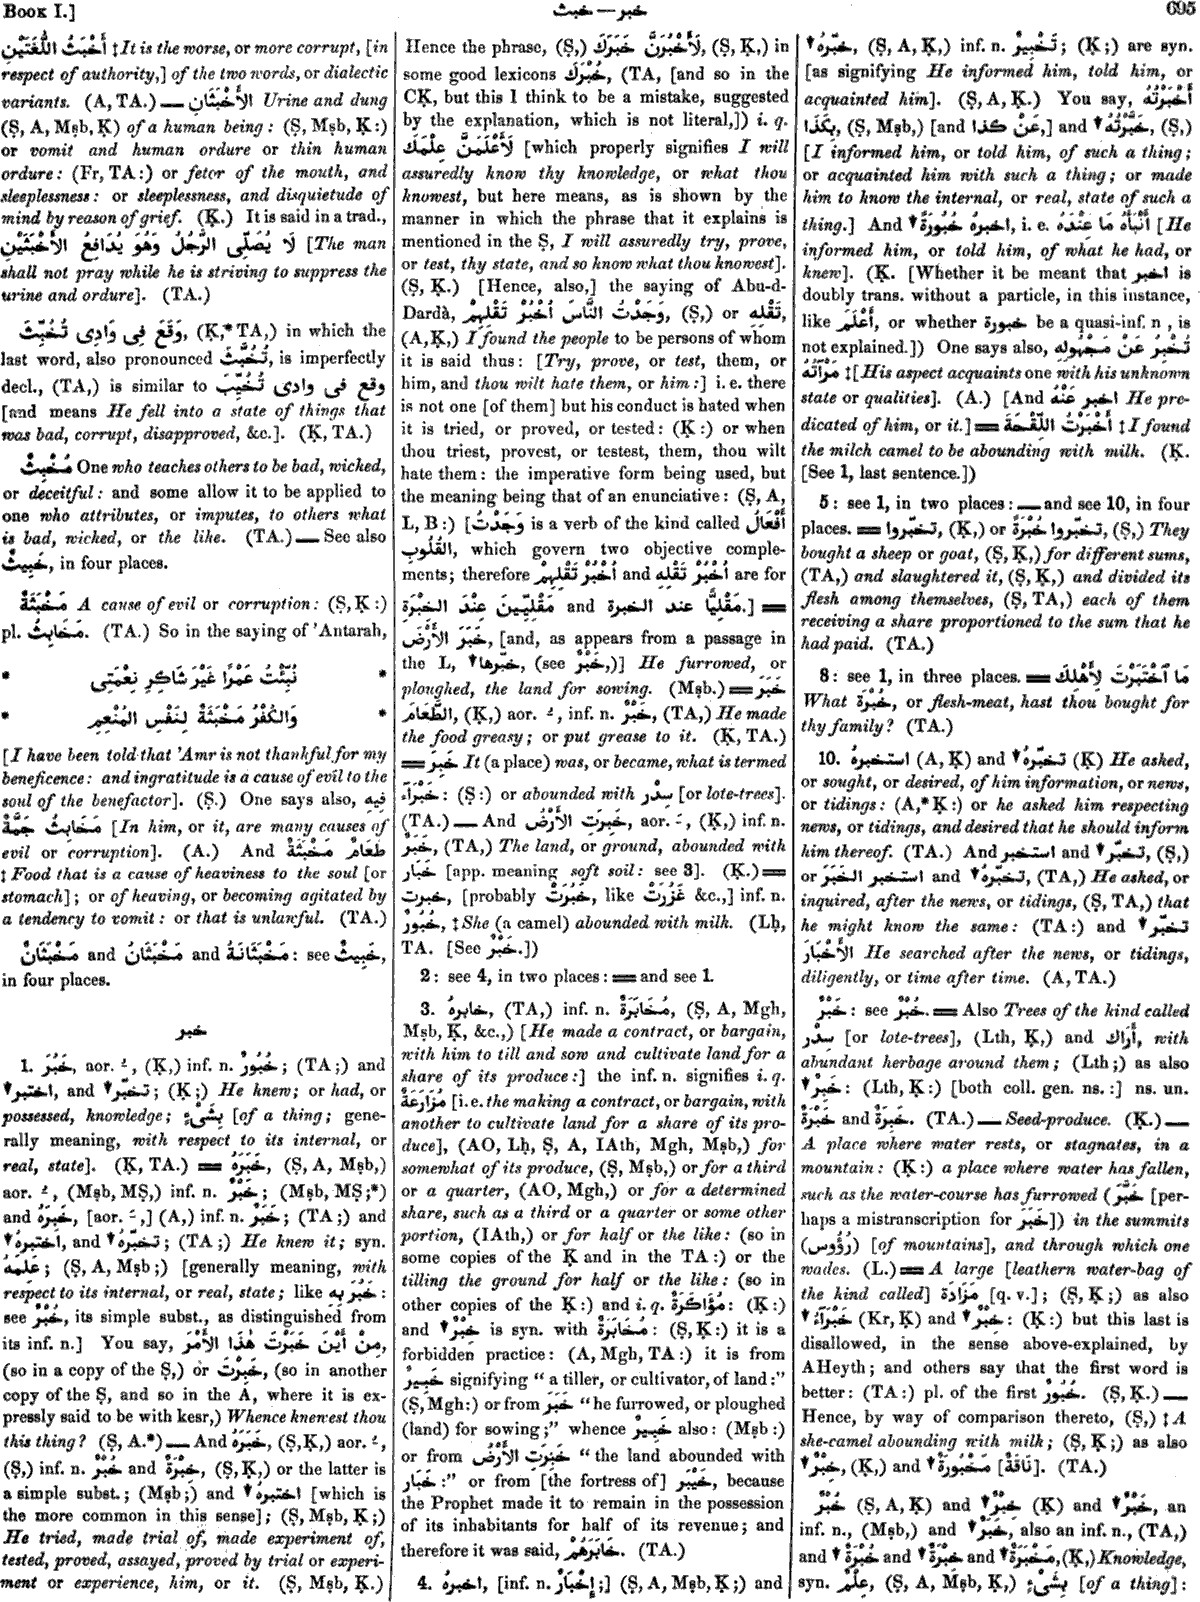 Book I.]
خبث — خبر
695
أَخْبَثُ اللُّغَتَيْنِ ‡ It is the worse, or more corrupt, [in
respect of authority,] of the two words, or dialectic
variants. (A, TA.) — الأَخْبَثَانِ Urine and dung
(Ṣ, A, Mṣb, Ḳ) of a human being: (Ṣ, Mṣb, Ḳ:)
or vomit and human ordure or thin human
ordure: (Fr, TA:) or fetor of the mouth, and
sleeplessness: or sleeplessness, and disquietude of
mind by reason of grief. (Ḳ.) It is said in a trad.,
لَا يُصَلِّى الرَّجُلُ وَهُوَ يُدَافِعُ الأَخْبَثَيْنِ [The man
shall not pray while he is striving to suppress the
urine and ordure]. (TA.)
وَقَعَ فِى وَادِى تُخُبِّثَ, (Ḳ,* TA,) in which the
last word, also pronounced تُخُبِّثٍ, is imperfectly
decl., (TA,) is similar to وقع فى وادى تُخُيِّبَ
[and means He fell into a state of things that
was bad, corrupt, disapproved, &c.]. (Ḳ, TA.)
مُخْبِثٌ One who teaches others to be bad, wicked,
or deceitful: and some allow it to be applied to
one who attributes, or imputes, to others what
is bad, wicked, or the like. (TA.) — See also
خَبِيثٌ, in four places.
مَخْبَثَةٌ A cause of evil or corruption: (Ṣ, Ḳ:)
pl. مَخَابِثُ. (TA.) So in the saying of 'Antarah,
* نُبِّئْتُ عَمْرًا غَيْرَ شَاكِرِ نِعْمَتِى *
* وَالكُفْرُ مَخْبَثَةٌ لِنَفْسِ المُنْعِمِ *
[I have been told that 'Amr is not thankful for my
beneficence: and ingratitude is a cause of evil to the
soul of the benefactor]. (Ṣ.) One says also, فِيهِ
مَخَابِثُ جَمَّةٌ [In him, or it, are many causes of
evil or corruption]. (A.) And طَعَامٌ مَخْبَثَةٌ
‡ Food that is a cause of heaviness to the soul [or
stomach]; or of heaving, or becoming agitated by
a tendency to vomit: or that is unlawful. (TA.)
مَخْبَثَانٌ and مَخْبَثَانُ and مَخْبَثَانَةُ: see خَبِيثٌ,
in four places.
خبر
1. خَبُرَ, aor. ـُ, (Ḳ,) inf. n. خُبُورٌ; (TA;) and
▼ اختبر, and ▼ تخبّر; (Ḳ;) He knew; or had, or
possessed, knowledge; بِشَىْءٍ [of a thing; gene-
rally meaning, with respect to its internal, or
real, state]. (Ḳ, TA.) ═ خَبَرَهُ, (Ṣ, A, Mṣb,)
aor. ـُ, (Mṣb, MṢ,) inf. n. خُبْرٌ; (Mṣb, MṢ;*)
and خَبِرَهُ, [aor. ـَ,] (A,) inf. n. خَبَرٌ; (TA;) and
▼ اختبرهُ, and ▼ تخبّرهُ; (TA;) He knew it; syn.
عَلِمَهُ; (Ṣ, A, Mṣb;) [generally meaning, with
respect to its internal, or real, state; like خَبُرَ بِهِ:
see خُبْرٌ, its simple subst., as distinguished from
its inf. n.] You say, مِنْ أَيْنَ خَبَرْتَ هٰذَا الأَمْرَ,
(so in a copy of the Ṣ,) or خَبِرْتَ, (so in another
copy of the Ṣ, and so in the A, where it is ex-
pressly said to be with kesr,) Whence knewest thou
this thing? (Ṣ, A.*) — And خَبَرَهُ, (Ṣ, Ḳ,) aor. ـُ,
(Ṣ,) inf. n. خُبْرٌ and خِبْرَةٌ, (Ṣ, Ḳ,) or the latter is
a simple subst.; (Mṣb;) and ▼ اختبرهُ [which is
the more common in this sense]; (Ṣ, Mṣb, Ḳ;)
He tried, made trial of, made experiment of,
tested, proved, assayed, proved by trial or experi-
ment or experience, him, or it. (Ṣ, Mṣb, Ḳ.)
Hence the phrase, (Ṣ,) لَأَخْبُرَنَّ خَبَرَكَ, (Ṣ, Ḳ,) in
some good lexicons خُبْرَكَ, (TA, [and so in the
CḲ, but this I think to be a mistake, suggested
by the explanation, which is not literal,]) i. q.
لَأَعْلَمَنَّ عِلْمَكَ [which properly signifies I will
assuredly know thy knowledge, or what thou
knowest, but here means, as is shown by the
manner in which the phrase that it explains is
mentioned in the Ṣ, I will assuredly try, prove,
or test, thy state, and so know what thou knowest].
(Ṣ, Ḳ.) [Hence, also,] the saying of Abu-d-
Dardà, وَجَدْتُ النَّاسَ اُخْبُرْ تَقْلِهِمْ, (Ṣ,) or تَقْلِهِ,
(A, Ḳ,) I found the people to be persons of whom
it is said thus: [Try, prove, or test, them, or
him, and thou wilt hate them, or him:] i. e. there
is not one [of them] but his conduct is hated when
it is tried, or proved, or tested: (Ḳ:) or when
thou triest, provest, or testest, them, thou wilt
hate them: the imperative form being used, but
the meaning being that of an enunciative: (Ṣ, A,
L, B:) [وَجَدْتُ is a verb of the kind called أَفْعَالُ
القُلُوبِ, which govern two objective comple-
ments; therefore اُخْبُرْ تَقْلِهِمْ and اُخْبُرْ تَقْلِهِ are for
مَقْلِيِّينَ عِنْدَ الخِبْرَةِ and مَقْلِيًّا عند الخبرة.] ═
خَبَرَ الأَرْضَ, [and, as appears from a passage in
the L, ▼ خبّرها, (see خَبْرٌ,)] He furrowed, or
ploughed, the land for sowing. (Mṣb.) ═ خَبَرَ
الطَّعَامَ, (Ḳ,) aor. ـُ, inf. n. خَبْرٌ, (TA,) He made
the food greasy; or put grease to it. (Ḳ, TA.)
═ خَبِرَ It (a place) was, or became, what is termed
خَبْرَآء: (Ṣ:) or abounded with سِدْر [or lote-trees].
(TA.) — And خَبِرَتِ الأَرْضُ, aor. ـَ, (Ḳ,) inf. n.
خَبَرٌ, (TA,) The land, or ground, abounded with
خَبَار [app. meaning soft soil: see 3]. (Ḳ.) ═
خبرت, [probably خَبُرَتْ, like غَزُرَتْ &c.,] inf. n.
خُبُورٌ, ‡ She (a camel) abounded with milk. (Lḥ,
TA. [See خَبْرٌ.])
2: see 4, in two places: ═ and see 1.
3. خابرهُ, (TA,) inf. n. مُخَابَرَةٌ, (Ṣ, A, Mgh,
Mṣb, Ḳ, &c.,) [He made a contract, or bargain,
with him to till and sow and cultivate land for a
share of its produce:] the inf. n. signifies i. q.
مُزَارَعَةٌ [i. e. the making a contract, or bargain, with
another to cultivate land for a share of its pro-
duce], (AO, Lḥ, Ṣ, A, IAth, Mgh, Mṣb,) for
somewhat of its produce, (Ṣ, Mṣb,) or for a third
or a quarter, (AO, Mgh,) or for a determined
share, such as a third or a quarter or some other
portion, (IAth,) or for half or the like: (so in
some copies of the Ḳ and in the TA:) or the
tilling the ground for half or the like: (so in
other copies of the Ḳ:) and i. q. مُؤَاكَرَةٌ: (Ḳ:)
and ▼ خِبْرٌ is syn. with مُخَابَرَةٌ: (Ṣ, Ḳ:) it is a
forbidden practice: (A, Mgh, TA:) it is from
خَبِيرٌ signifying "a tiller, or cultivator, of land:"
(Ṣ, Mgh:) or from خَبَرَ "he furrowed, or ploughed
(land) for sowing;" whence خَبِيرٌ also: (Mṣb:)
or from خَبِرَتِ الأَرْضُ "the land abounded with
خَبَار:" or from [the fortress of] خَيْبَر, because
the Prophet made it to remain in the possession
of its inhabitants for half of its revenue; and
therefore it was said, خَابَرَهُمْ. (TA.)
4. اخبرهُ, [inf. n. إِخْبَارٌ;] (Ṣ, A, Mṣb, Ḳ;) and
▼ خبّرهُ, (Ṣ, A, Ḳ,) inf. n. تَخْبِيرٌ; (Ḳ;) are syn.
[as signifying He informed him, told him, or
acquainted him]. (Ṣ, A, Ḳ.) You say, أَخْبَرْتُهُ
بِكَذَا, (Ṣ, Mṣb,) [and عَنْ كذا,] and ▼ خَبَّرْتُهُ, (Ṣ,)
[I informed him, or told him, of such a thing;
or acquainted him with such a thing; or made
him to know the internal, or real, state of such a
thing.] And ▼ اخبرهُ خُبُورَهُ, i. e. أَنْبَأَهُ مَا عِنْدَهُ [He
informed him, or told him, of what he had, or
knew]. (Ḳ. [Whether it be meant that اخبر is
doubly trans. without a particle, in this instance,
like أَعْلَمَ, or whether خبورة be a quasi-inf. n., is
not explained.]) One says also, تُخْبِرُ عَنْ مَجْهُولِهِ
مَرْآتُهُ ‡ [His aspect acquaints one with his unknown
state or qualities]. (A.) [And اخبر عَنْهُ He pre-
dicated of him, or it.] ═ أَخْبَرْتُ اللِّقْحَةَ ‡ I found
the milch camel to be abounding with milk. (Ḳ.
[See 1, last sentence.])
5: see 1, in two places: — and see 10, in four
places. ═ تخبّروا, (Ḳ,) or تخبّروا خُبْرَةً, (Ṣ,) They
bought a sheep or goat, (Ṣ, Ḳ,) for different sums,
(TA,) and slaughtered it, (Ṣ, Ḳ,) and divided its
flesh among themselves, (Ṣ, TA,) each of them
receiving a share proportioned to the sum that he
had paid. (TA.)
8: see 1, in three places. ═ مَا ٱخْتَبَرْتَ لِأَهْلِكَ
What خُبْرَة, or flesh-meat, hast thou bought for
thy family? (TA.)
10. استخبرهُ (A, Ḳ) and ▼ تخبّرهُ (Ḳ) He asked,
or sought, or desired, of him information, or news,
or tidings: (A,* Ḳ:) or he asked him respecting
news, or tidings, and desired that he should inform
him thereof. (TA.) And استخبر and ▼ تخبّر, (Ṣ,)
or استخبر الخَبَرَ and ▼ تخبّرهُ, (TA,) He asked, or
inquired, after the news, or tidings, (Ṣ, TA,) that
he might know the same: (TA:) and ▼ تخبّر
الأَخْبَارَ He searched after the news, or tidings,
diligently, or time after time. (A, TA.)
خَبْرٌ: see خُبْرٌ. ═ Also Trees of the kind called
سِدْر [or lote-trees], (Lth, Ḳ,) and أَرَاك, with
abundant herbage around them; (Lth;) as also
▼ خَبِرٌ: (Lth, Ḳ:) [both coll. gen. ns.:] ns. un.
خَبْرَةٌ and خَبِرَةٌ. (TA.) — Seed-produce. (Ḳ.) —
A place where water rests, or stagnates, in a
mountain: (Ḳ:) a place where water has fallen,
such as the water-course has furrowed (خَبَّرَ [per-
haps a mistranscription for خَبَرَ]) in the summits
(رُؤُوس) [of mountains], and through which one
wades. (L.) ═ A large [leathern water-bag of
the kind called] مَزَادَة [q. v.]; (Ṣ, Ḳ;) as also
▼ خَبْرَآءُ (Kr, Ḳ) and ▼ خِبْرٌ: (Ḳ:) but this last is
disallowed, in the sense above-explained, by
AHeyth; and others say that the first word is
better: (TA:) pl. of the first خُبُورٌ. (Ṣ, Ḳ.) —
Hence, by way of comparison thereto, (Ṣ,) ‡ A
she-camel abounding with milk; (Ṣ, Ḳ;) as also
▼ خِبْرٌ, (Ḳ,) and ▼ مَخْبُورَةٌ [نَاقَةٌ]. (TA.)
خُبْرٌ (Ṣ, A, Ḳ) and ▼ خِبْرٌ (Ḳ) and ▼ خَبْرٌ, an
inf. n., (Mṣb,) and ▼ خَبَرٌ, also an inf. n., (TA,)
and ▼ خُبْرَةٌ and ▼ خِبْرَةٌ and ▼ مَخْبَرَةٌ, (Ḳ,) Knowledge,
syn. عِلْمٌ, (Ṣ, A, Mṣb, Ḳ,) بِشَىْءٍ [of a thing]: